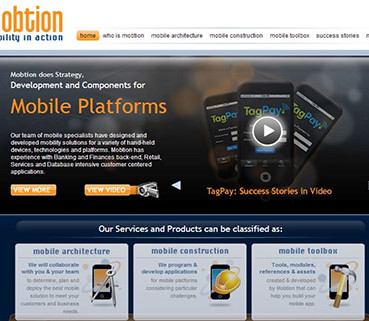 obtion
bility in action
home who is mobtion mobile architecture mobile construction mobile toolbox success stories
Mobtion does Strategy,
Development and Components for
Mobile Platforms
Our team of mobile specialists have designed and
developed mobility solutions for a variety of hand-held
devices, technologies and platforms. Mobtion has
experience with Banking and Finances back-end, Retail,
Services and Database intensive customer centered
applications.
VIEW MORE VIEW VIDEO
TagPay
TagPay
TagPay: Success Stories in Video
Our Services and Products can be classified as:
mobile architecture
We will collaborate
with you & your team
to determine, plan and
deploy the best mobile
solution to meet your
customers and business
needs.
mobile construction
We program &
develop applications
for mobile platforms
considering particular
challenges.
mobile toolbox
Tools, modules,
references & assets
created & developed
by Mobtion that can
help you build your
mobile app.